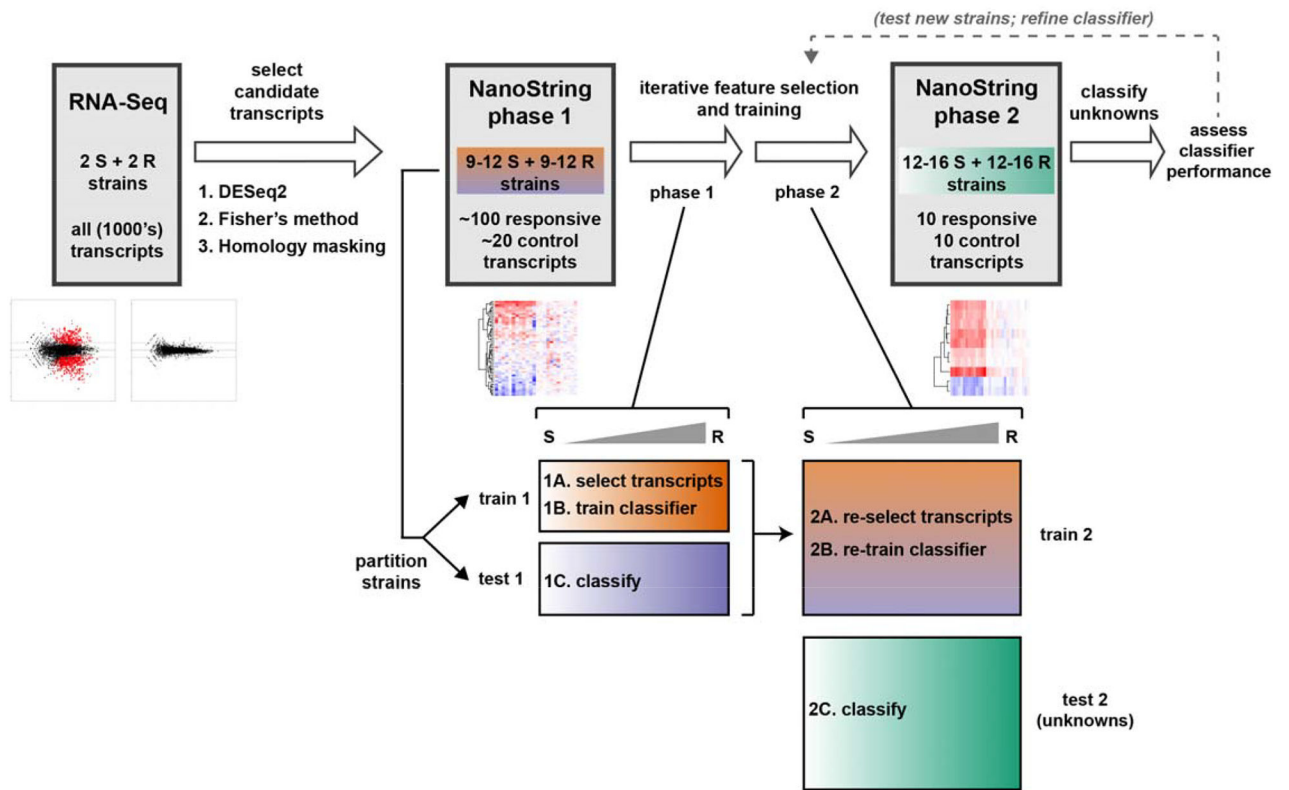 (test new strains; refine classifier)
RNA-Seq
2 S + 2 R
strains
all (1000's)
transcripts
select
candidate
transcripts
1. DESeq2
2. Fisher's method
3. Homology masking
NanoString
phase 1
9-12 S + 9-12 R
strains
~100 responsive
~20 control
transcripts
iterative feature selection
and training
phase 1
phase 2
NanoString
phase 2
12-16 S + 12-16 R
strains
10 responsive
10 control
transcripts
classify
unknowns
assess
classifier
performance
S
R
S
R
partition
strains
train 1
test 1
1A. select transcripts
1B. train classifier
1C. classify
2A. re-select transcripts
2B. re-train classifier
train 2
2C. classify
test 2
(unknowns)